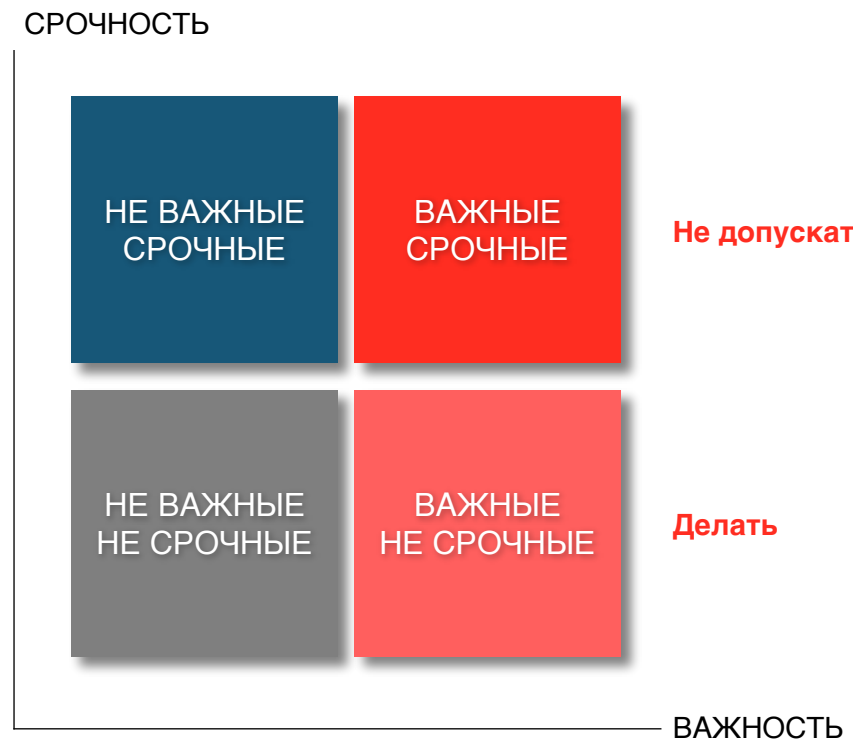 СРОЧНОСТЬ
НЕ ВАЖНЫЕ
СРОЧНЫЕ
ВАЖНЫЕ
СРОЧНЫЕ
Не допускат
НЕ ВАЖНЫЕ
НЕ СРОЧНЫЕ
ВАЖНЫЕ
НЕ СРОЧНЫЕ
Делать
ВАЖНОСТЬ